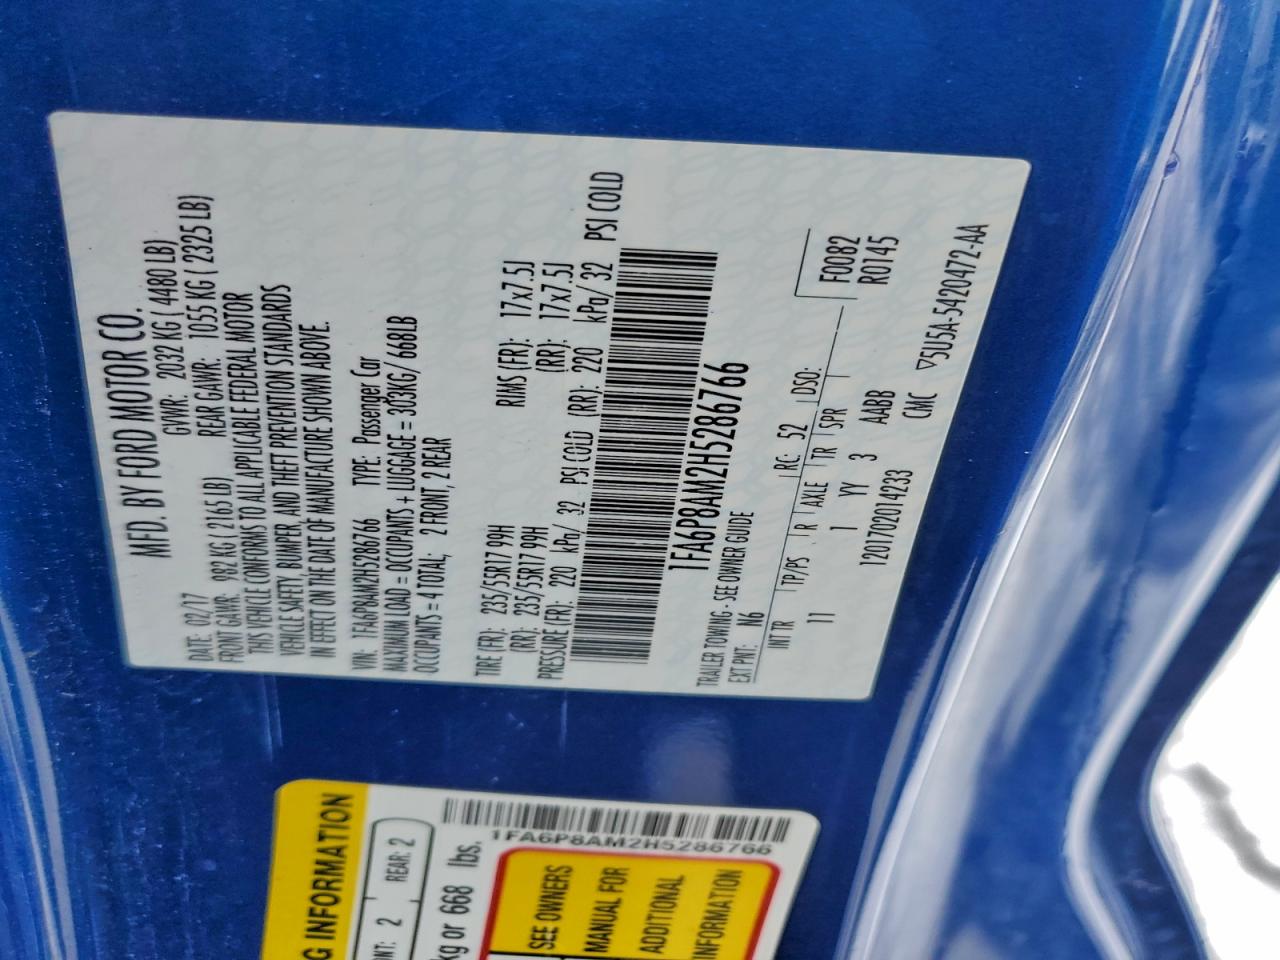 MFD. BY FORD MOTOR CO.
DATE: 02/17 GVWR: 2032 KG ( 4480 LB)
FRONT GAWR: 982 KG ( 2165 LB) REAR GAWR: 1055 KG ( 2325 LB)
THIS VEHICLE CONFORMS TO ALL APPLICABLE FEDERAL MOTOR
VEHICLE SAFETY, BUMPER, AND THEFT PREVENTION STANDARDS
IN EFFECT ON THE DATE OF MANUFACTURE SHOWN ABOVE.
VIN: 1FA6P8AM2H5286766 TYPE: Passenger Car
MAXIMUM LOAD = OCCUPANTS + LUGGAGE = 303KG/ 668LB
OCCUPANTS = 4 TOTAL; 2 FRONT, 2 REAR
TIRE (FR): 235/55R17 99H RIMS (FR): 17x7.5J
(RR): 235/55R17 99H (RR): 17x7.5J
PRESSURE (FR): 220 kPa/ 32 PSI COLD (RR): 220 kPa/ 32 PSI COLD
1FA6P8AM2H5286766
TRAILER TOWING - SEE OWNER GUIDE
EXT PNT: N6 RC: 52 DSO: F0082
INT TR TP/PS R AXLE TR SPR R0145
11 1 YY 3 AABB
1201702014233 CMC ▽5U5A-5420472-AA
G INFORMATION
NT: 2 REAR: 2
kg or 668 lbs.
1FA6P8AM2H5286766
SEE OWNERS
MANUAL FOR
ADDITIONAL
INFORMATION